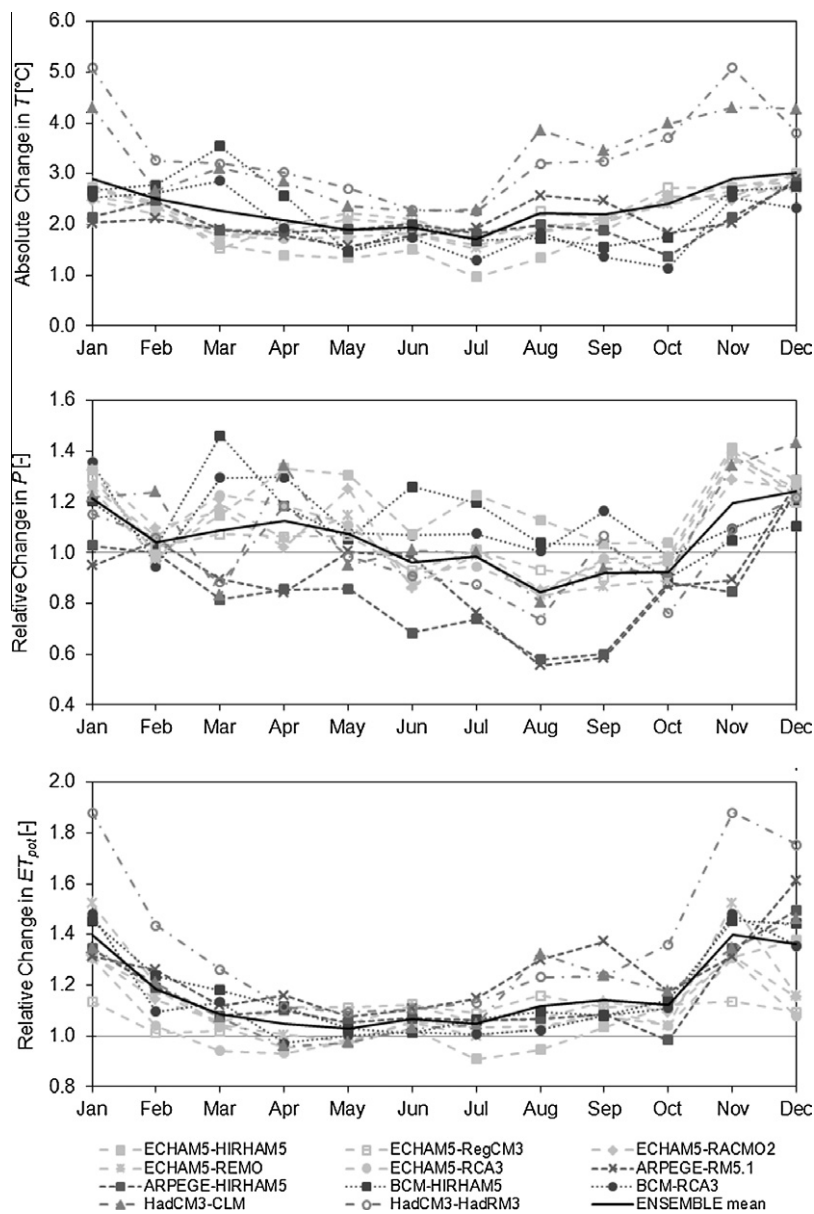 Absolute Change in T [°C]
6.0
5.0
4.0
3.0
2.0
1.0
0.0
Jan Feb Mar Apr May Jun Jul Aug Sep Oct Nov Dec
Relative Change in P [-]
1.6
1.4
1.2
1.0
0.8
0.6
0.4
Jan Feb Mar Apr May Jun Jul Aug Sep Oct Nov Dec
Relative Change in ETpot [-]
2.0
1.8
1.6
1.4
1.2
1.0
0.8
Jan Feb Mar Apr May Jun Jul Aug Sep Oct Nov Dec
ECHAM5-HIRHAM5 ECHAM5-RegCM3 ECHAM5-RACMO2
ECHAM5-REMO ECHAM5-RCA3 ARPEGE-RM5.1
ARPEGE-HIRHAM5 BCM-HIRHAM5 BCM-RCA3
HadCM3-CLM HadCM3-HadRM3 ENSEMBLE mean